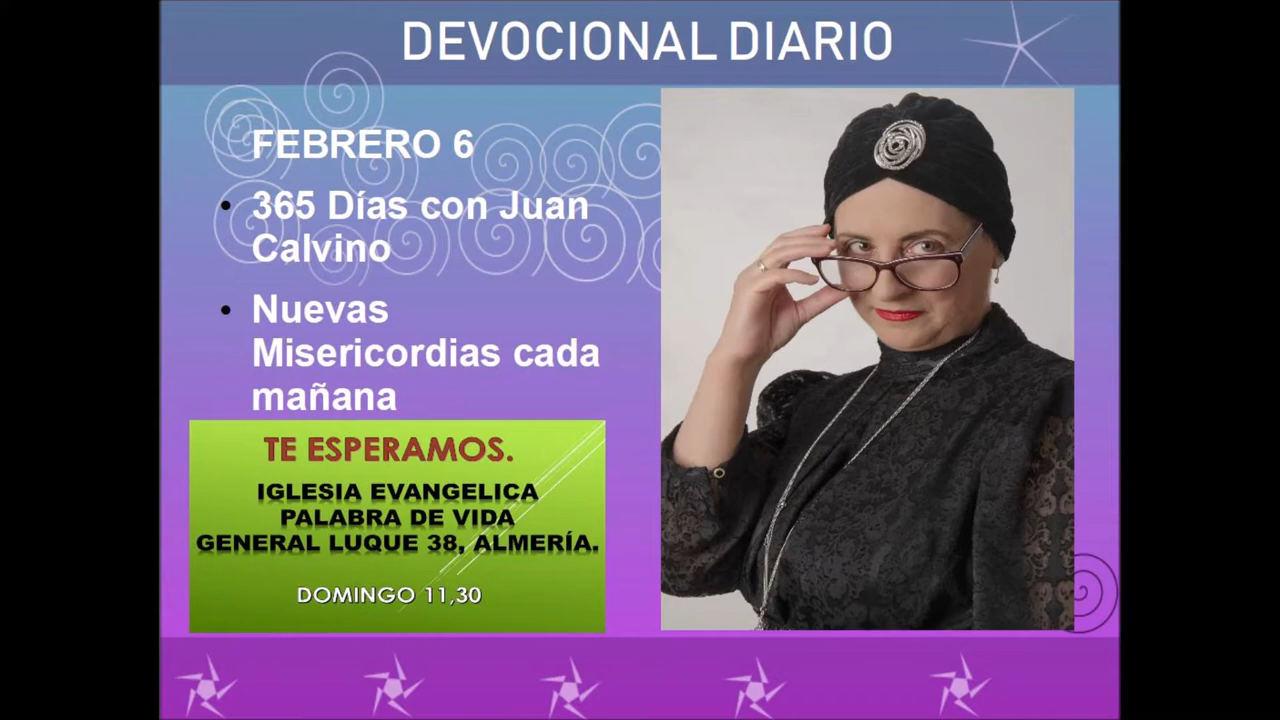 DEVOCIONAL DIARIO
FEBRERO 6
365 Días con Juan
Calvino
Nuevas
Misericordias cada
mañana
TE ESPERAMOS.
IGLESIA EVANGELICA
PALABRA DE VIDA
GENERAL LUQUE 38, ALMERÍA.
DOMINGO 11,30